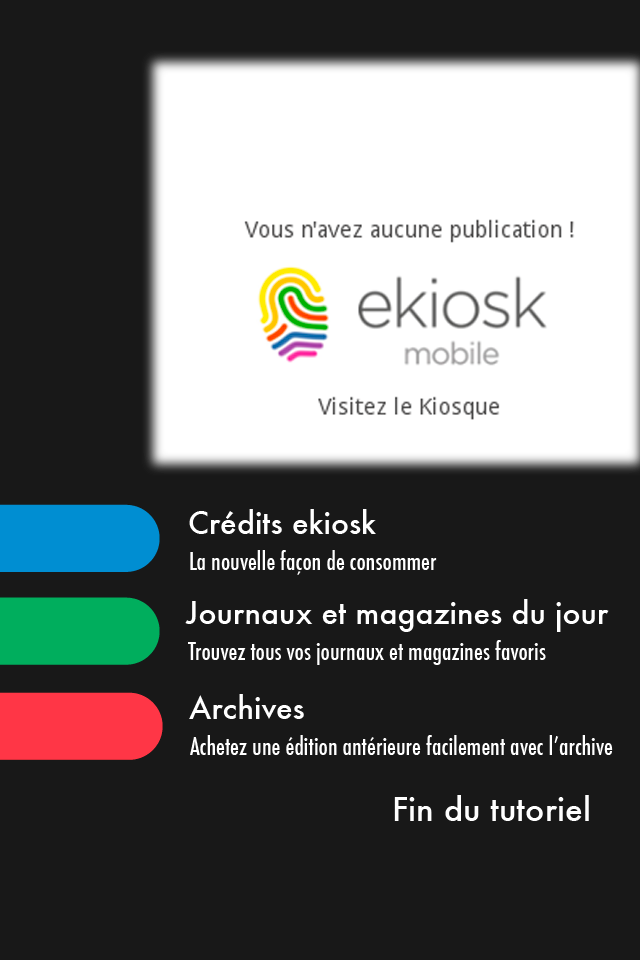 Vous n'avez aucune publication !
ekiosk
mobile
Visitez le Kiosque
Crédits ekiosk
La nouvelle façon de consommer
Journaux et magazines du jour
Trouvez tous vos journaux et magazines favoris
Archives
Achetez une édition antérieure facilement avec l’archive
Fin du tutoriel